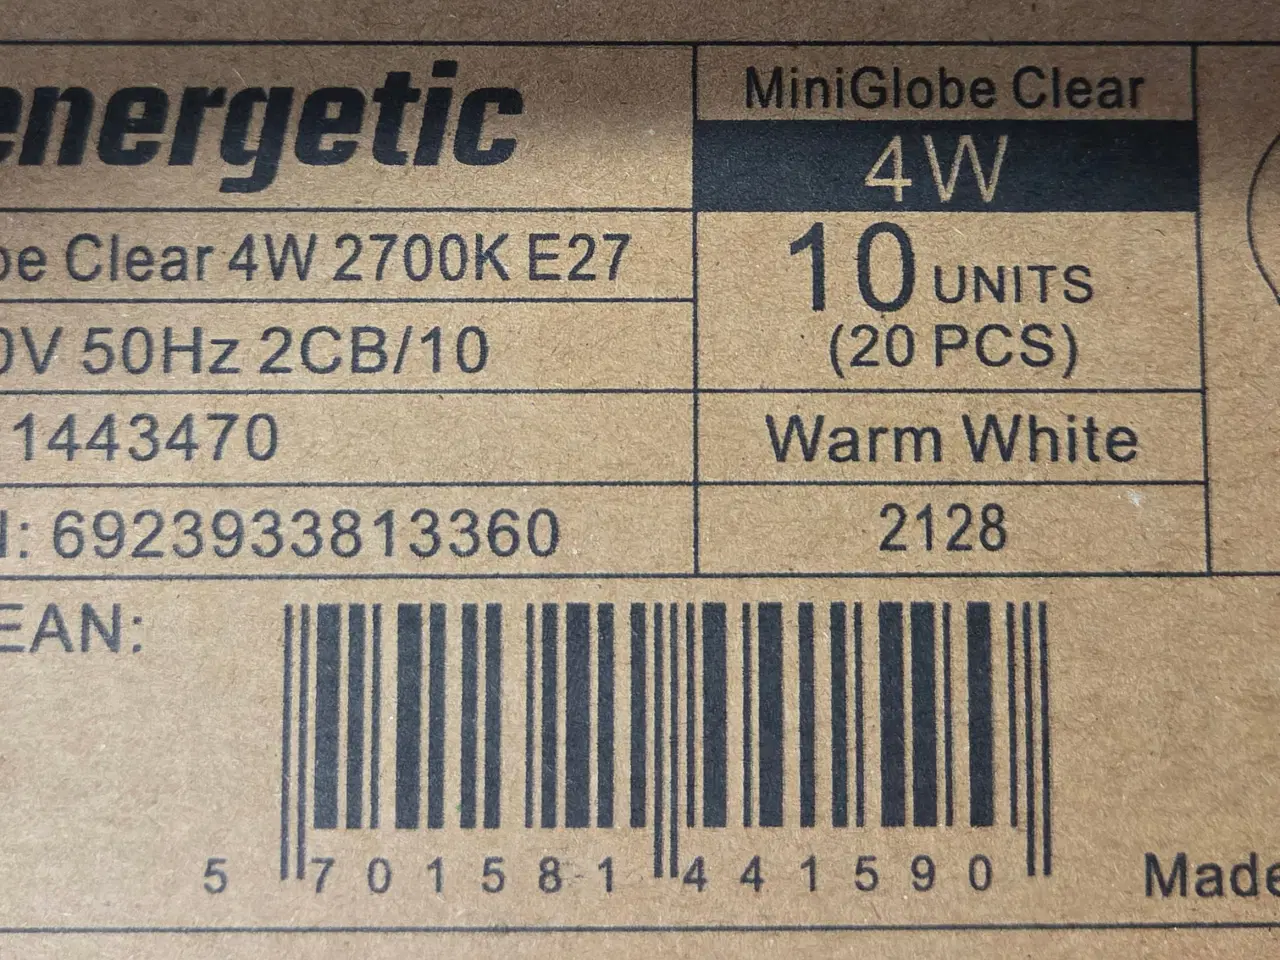 energetic
MiniGlobe Clear
4W
10 UNITS
(20 PCS)
be Clear 4W 2700K E27
0V 50Hz 2CB/10
1443470
Warm White
: 6923933813360
2128
EAN:
5 701581 441590
Made